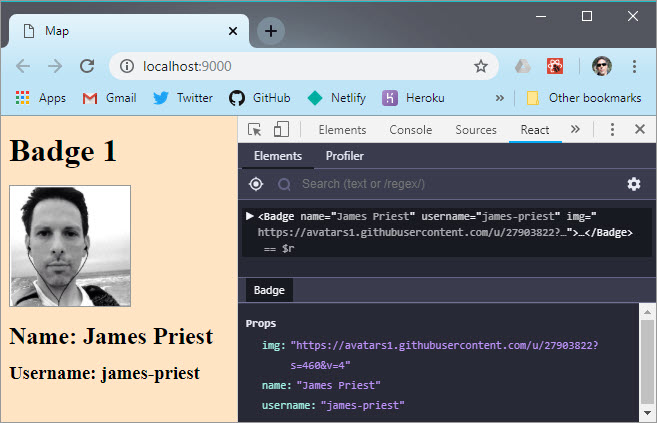 Map
localhost:9000
Apps Gmail Twitter GitHub Netlify Heroku » Other bookmarks
Badge 1
Name: James Priest
Username: james-priest
Elements Console Sources React »
Elements Profiler
Search (text or /regex/)
<Badge name="James Priest" username="james-priest" img="
https://avatars1.githubusercontent.com/u/27903822?…">…</Badge>
== $r
Badge
Props
img: "https://avatars1.githubusercontent.com/u/27903822?
s=460&v=4"
name: "James Priest"
username: "james-priest"